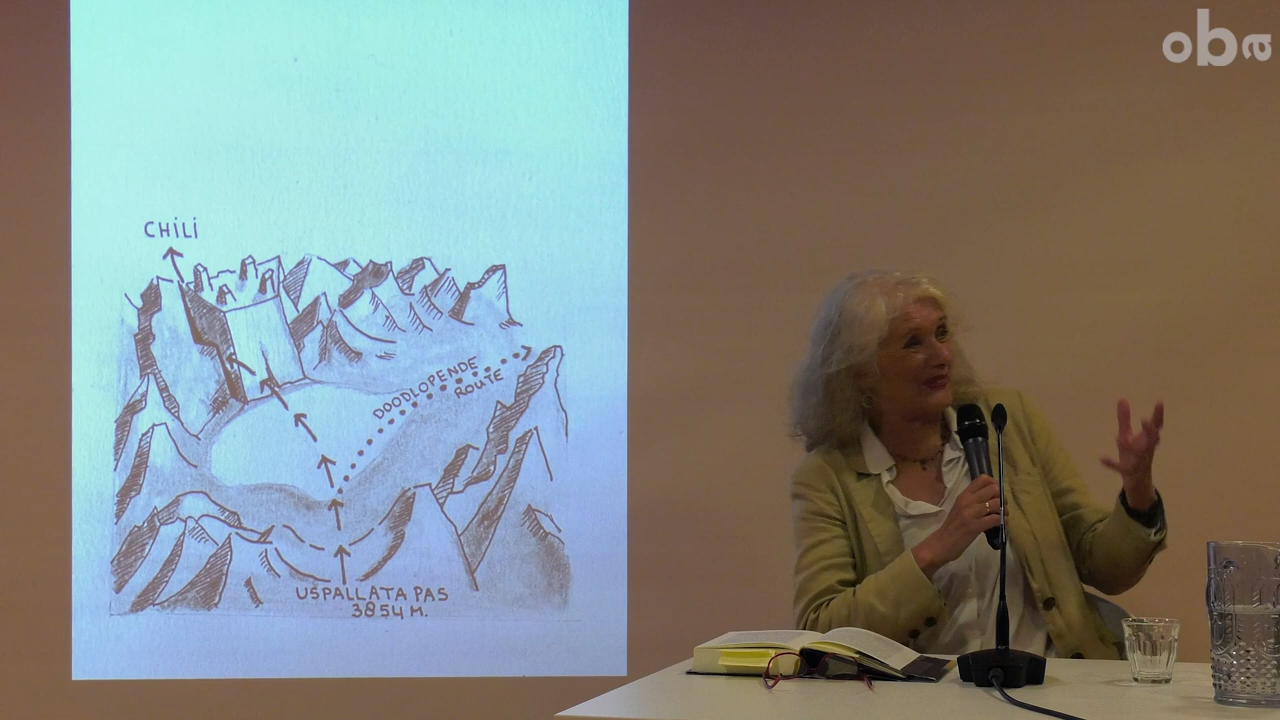 oba
CHiLi
DOODLOPENDE
ROUTE
USPALLATA PAS
3854 M.